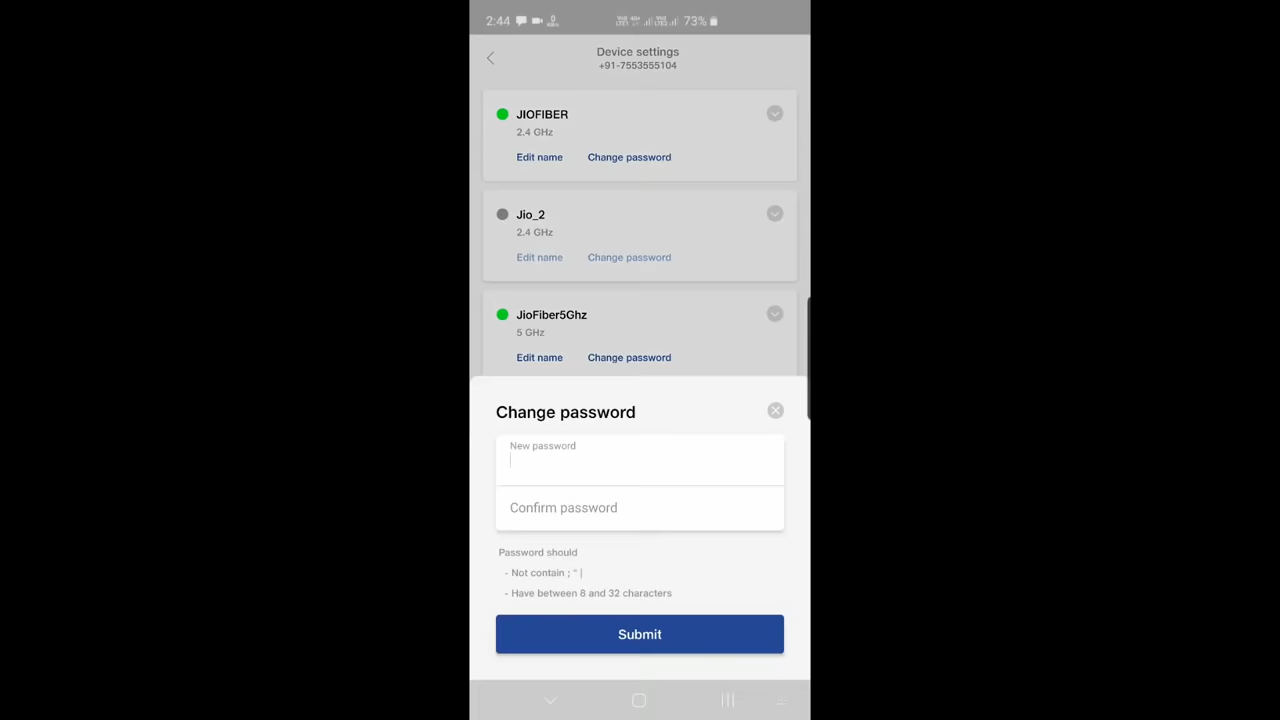 2:44 73%
Device settings
+91-7553555104
JIOFIBER
2.4 GHz
Edit name Change password
Jio_2
2.4 GHz
Edit name Change password
JioFiber5Ghz
5 GHz
Edit name Change password
Change password
New password
Confirm password
Password should
- Not contain ; " |
- Have between 8 and 32 characters
Submit